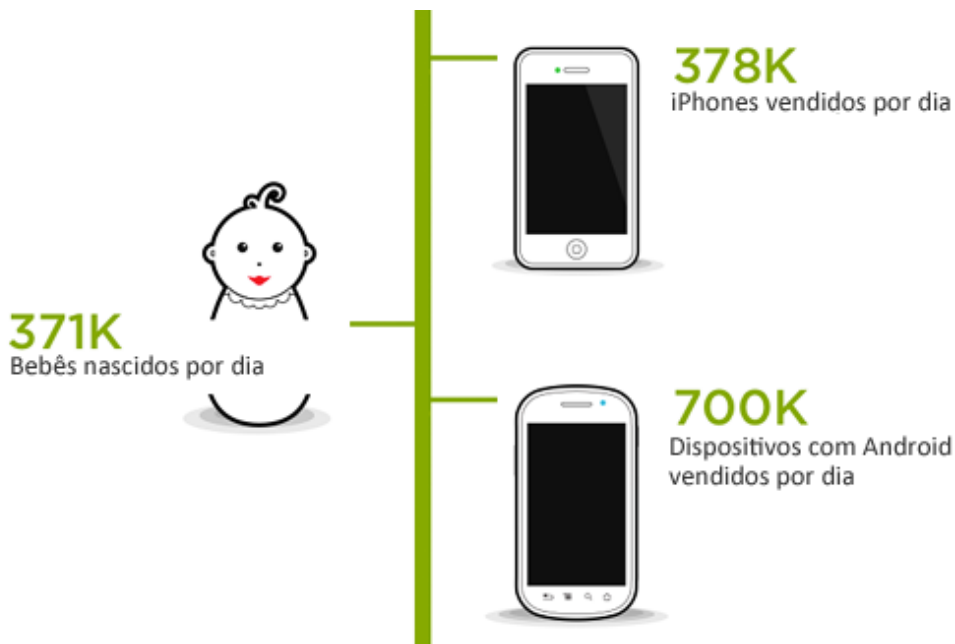 378K
iPhones vendidos por dia
371K
Bebês nascidos por dia
700K
Dispositivos com Android
vendidos por dia